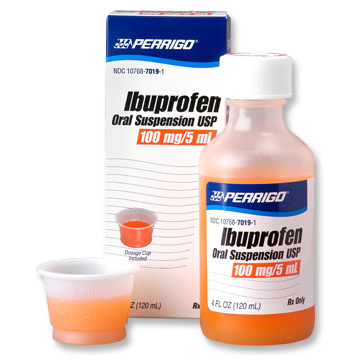 PERRIGO®
NDC 10768-7019-1
Ibuprofen
Oral Suspension USP
100 mg/5 mL
Dosage Cup
Included
Z (120 mL)
Rx
PERRIGO®
NDC 10768-7019-1
Ibuprofen
Oral Suspension USP
100 mg/5 mL
4 FL OZ (120 mL)
Rx Only